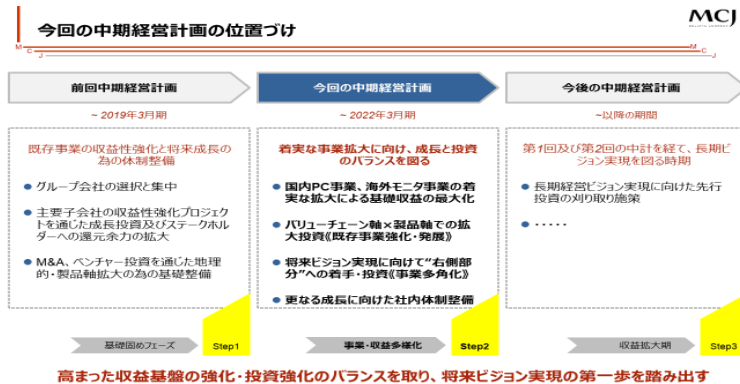 今回の中期経営計画の位置づけ
MCJ
M
C
J
M
C
J
前回中期経営計画
今回の中期経営計画
今後の中期経営計画
~ 2019年3月期
~ 2022年3月期
~以降の期間
既存事業の収益性強化と将来成長の
為の体制整備
● グループ会社の選択と集中
● 主要子会社の収益性強化プロジェク
トを通じた成長投資及びステークホル
ダーへの還元余力の拡大
● M&A、ベンチャー投資を通じた地理
的・製品軸拡大の為の基礎整備
着実な事業拡大に向け、成長と投資
のバランスを図る
● 国内PC事業、海外モニタ事業の着
実な拡大による基礎収益の最大化
● バリューチェーン軸×製品軸での拡
大投資《既存事業強化・発展》
● 将来ビジョン実現に向けて“右側部
分”への着手・投資《事業多角化》
● 更なる成長に向けた社内体制整備
第1回及び第2回の中計を経て、長期ビ
ジョン実現を図る時期
● 長期経営ビジョン実現に向けた先行
投資の刈り取り施策
● ・・・・・
基礎固めフェーズ
Step1
事業・収益多様化
Step2
収益拡大期
Step3
高まった収益基盤の強化・投資強化のバランスを取り、将来ビジョン実現の第一歩を踏み出す